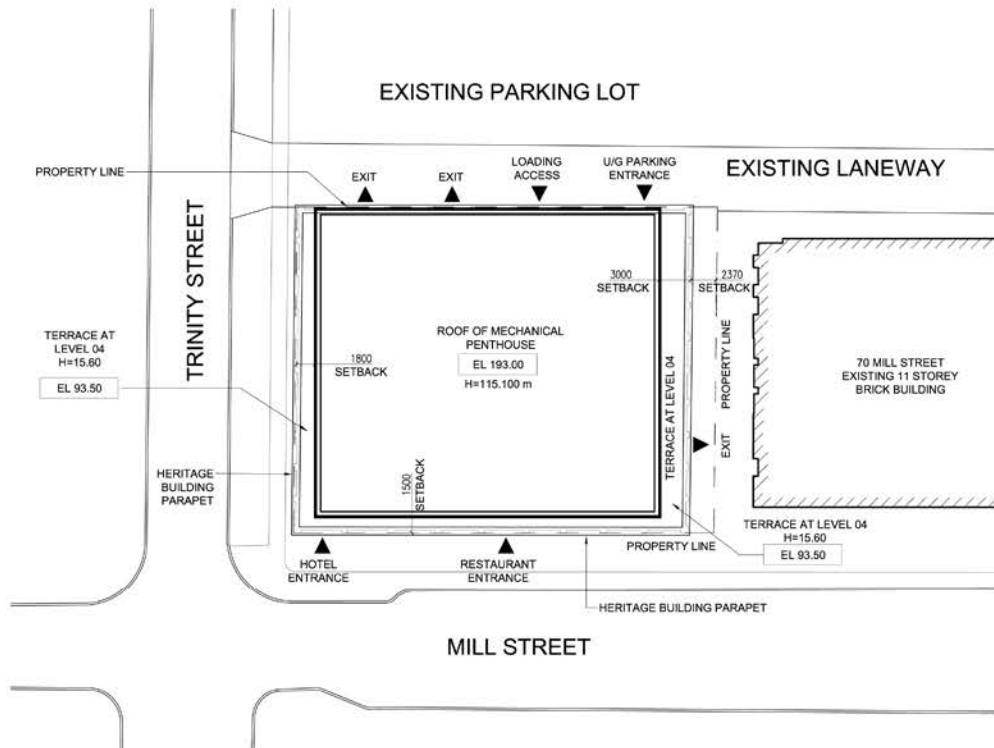 EXISTING PARKING LOT
PROPERTY LINE
EXIT
EXIT
LOADING
ACCESS
U/G PARKING
ENTRANCE
EXISTING LANEWAY
TRINITY STREET
3000
SETBACK
2370
SETBACK
TERRACE AT
LEVEL 04
H=15.60
EL 93.50
1800
SETBACK
ROOF OF MECHANICAL
PENTHOUSE
EL 193.00
H=115.100 m
TERRACE AT LEVEL 04
PROPERTY LINE
EXIT
70 MILL STREET
EXISTING 11 STOREY
BRICK BUILDING
HERITAGE
BUILDING
PARAPET
1500
SETBACK
TERRACE AT LEVEL 04
H=15.60
EL 93.50
PROPERTY LINE
HOTEL
ENTRANCE
RESTAURANT
ENTRANCE
HERITAGE BUILDING PARAPET
MILL STREET